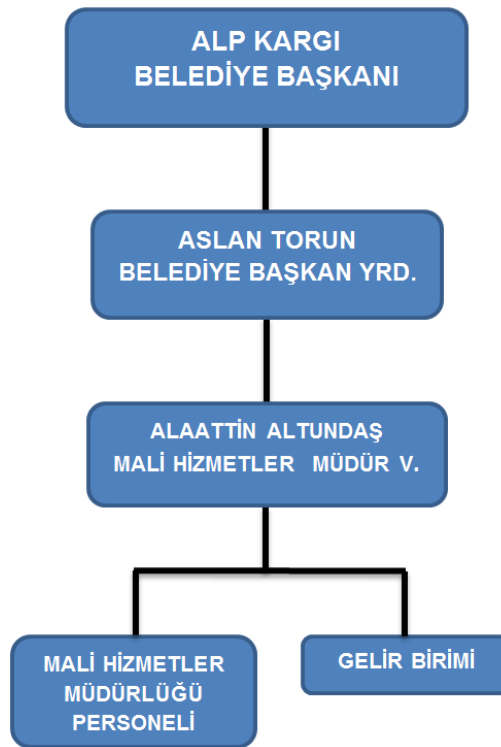 ALP KARGI
BELEDİYE BAŞKANI
ASLAN TORUN
BELEDİYE BAŞKAN YRD.
ALAATTİN ALTUNDAŞ
MALİ HİZMETLER MÜDÜR V.
MALİ HİZMETLER
MÜDÜRLÜĞÜ
PERSONELİ
GELİR BİRİMİ